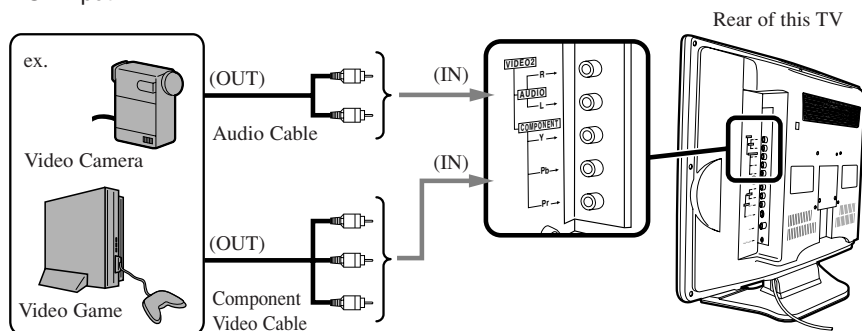 Rear of this TV
ex.
(OUT)
(IN)
Audio Cable
Video Camera
VIDEO2
R
AUDIO
L
COMPONENT
Y
Pb
Pr
(IN)
(OUT)
Component
Video Cable
Video Game